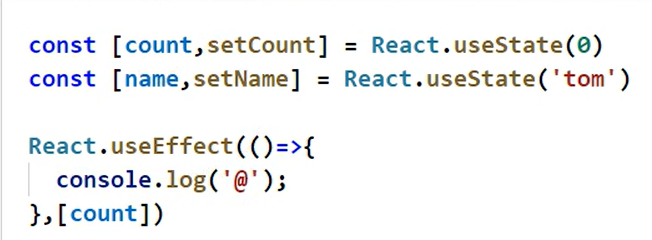 const [count,setCount] = React.useState(0)
const [name,setName] = React.useState('tom')
React.useEffect(()=>{
console.log('@');
},[count])